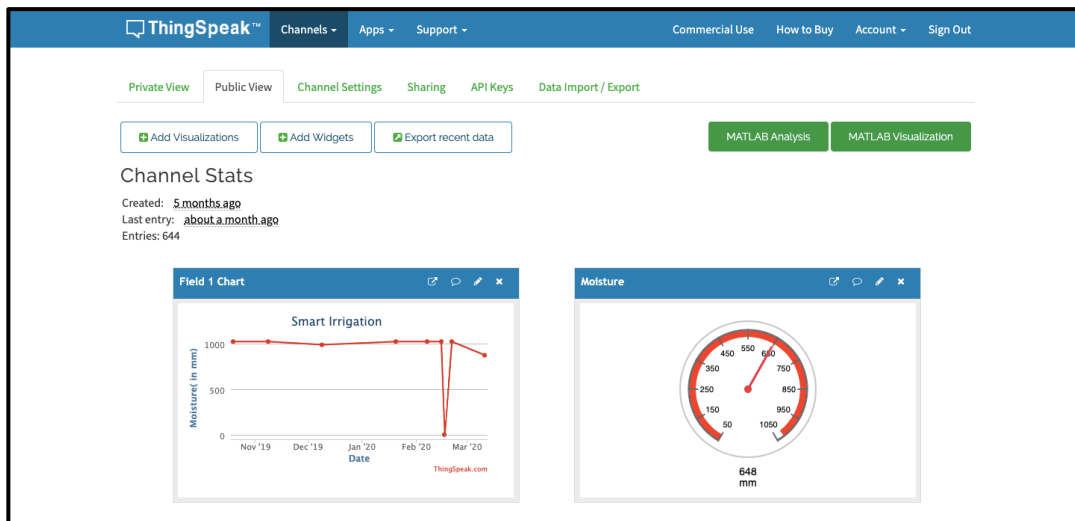 ThingSpeak™ Channels Apps Support Commercial Use How to Buy Account Sign Out
Private View Public View Channel Settings Sharing API Keys Data Import / Export
Add Visualizations Add Widgets Export recent data MATLAB Analysis MATLAB Visualization
Channel Stats
Created: 5 months ago
Last entry: about a month ago
Entries: 644
Field 1 Chart
Smart Irrigation
Moisture( in mm)
1000
500
0
Nov '19 Dec '19 Jan '20 Feb '20 Mar '20
Date
ThingSpeak.com
Moisture
50
150
250
350
450
550
650
750
850
950
1050
648
mm